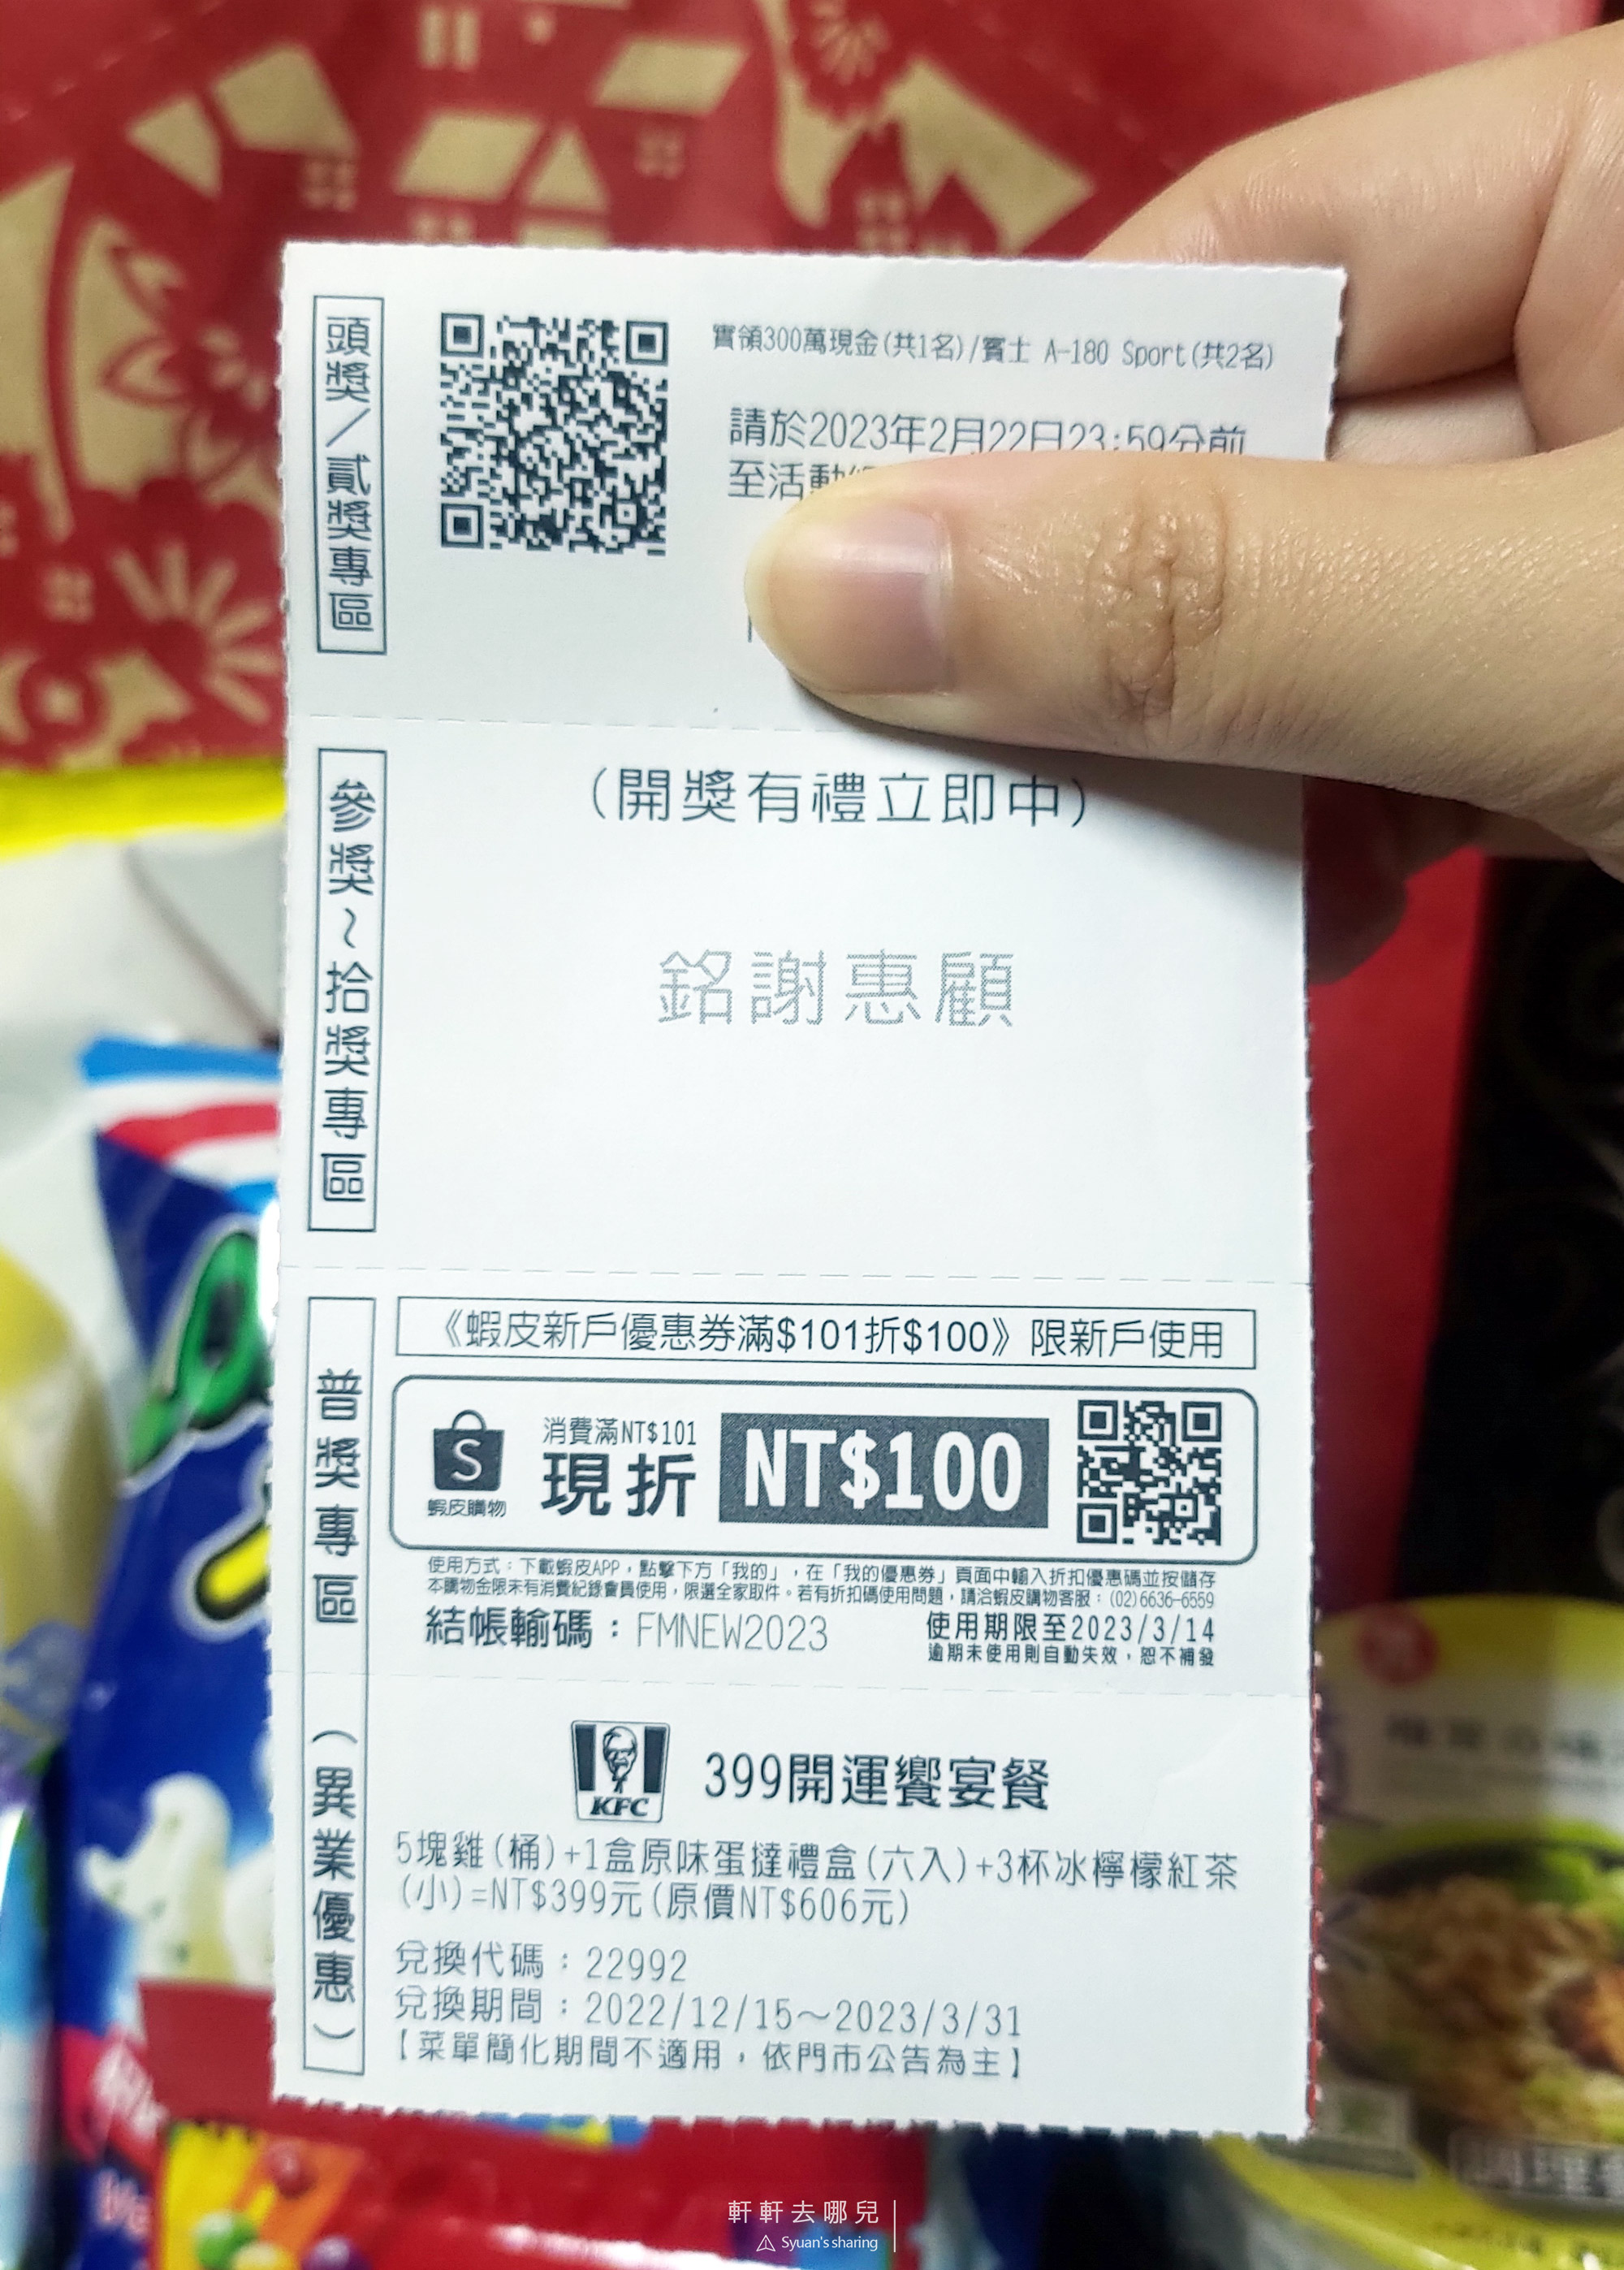 頭獎/貳獎專區
實領300萬現金(共1名)/賓士 A-180 Sport(共2名)
請於2023年2月22日23:59分前
至活動
參獎~拾獎專區
(開獎有禮立即中)
銘謝惠顧
普獎專區(異業優惠)
《蝦皮新戶優惠券滿$101折$100》限新戶使用
S
蝦皮購物
消費滿NT$101
現折
NT$100
使用方式：下載蝦皮APP，點擊下方「我的」，在「我的優惠券」頁面中輸入折扣優惠碼並按儲存
本購物金限未有消費紀錄會員使用，限選全家取件。若有折扣碼使用問題，請洽蝦皮購物客服：(02)6636-6559
結帳輸碼：FMNEW2023
使用期限至2023/3/14
逾期未使用則自動失效，恕不補發
KFC
399開運饗宴餐
5塊雞(桶)+1盒原味蛋撻禮盒(六入)+3杯冰檸檬紅茶
(小)=NT$399元(原價NT$606元)
兌換代碼：22992
兌換期間：2022/12/15～2023/3/31
【菜單簡化期間不適用，依門市公告為主】
軒軒去哪兒
Syuan's sharing